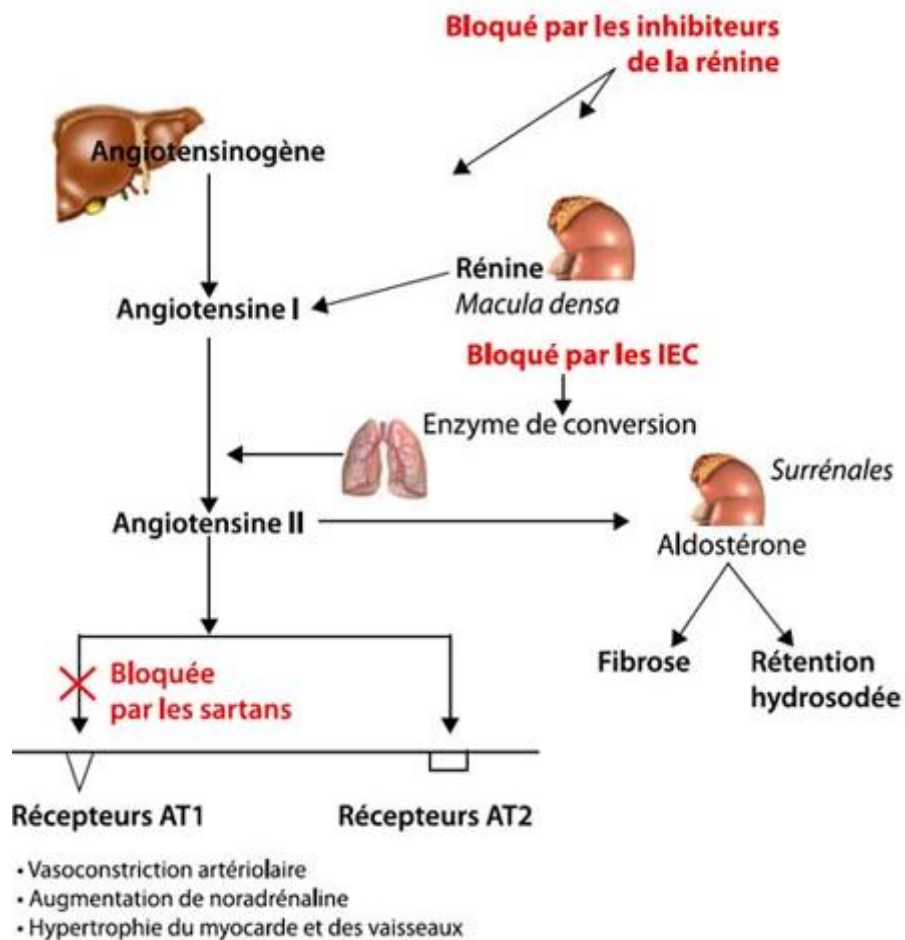 Bloqué par les inhibiteurs
de la rénine
Angiotensinogène
Rénine
Macula densa
Angiotensine I
Bloqué par les IEC
Enzyme de conversion
Surrénales
Angiotensine II
Aldostérone
Fibrose
Rétention
hydrosodée
Bloquée
par les sartans
Récepteurs AT1
Récepteurs AT2
• Vasoconstriction artériolaire
• Augmentation de noradrénaline
• Hypertrophie du myocarde et des vaisseaux